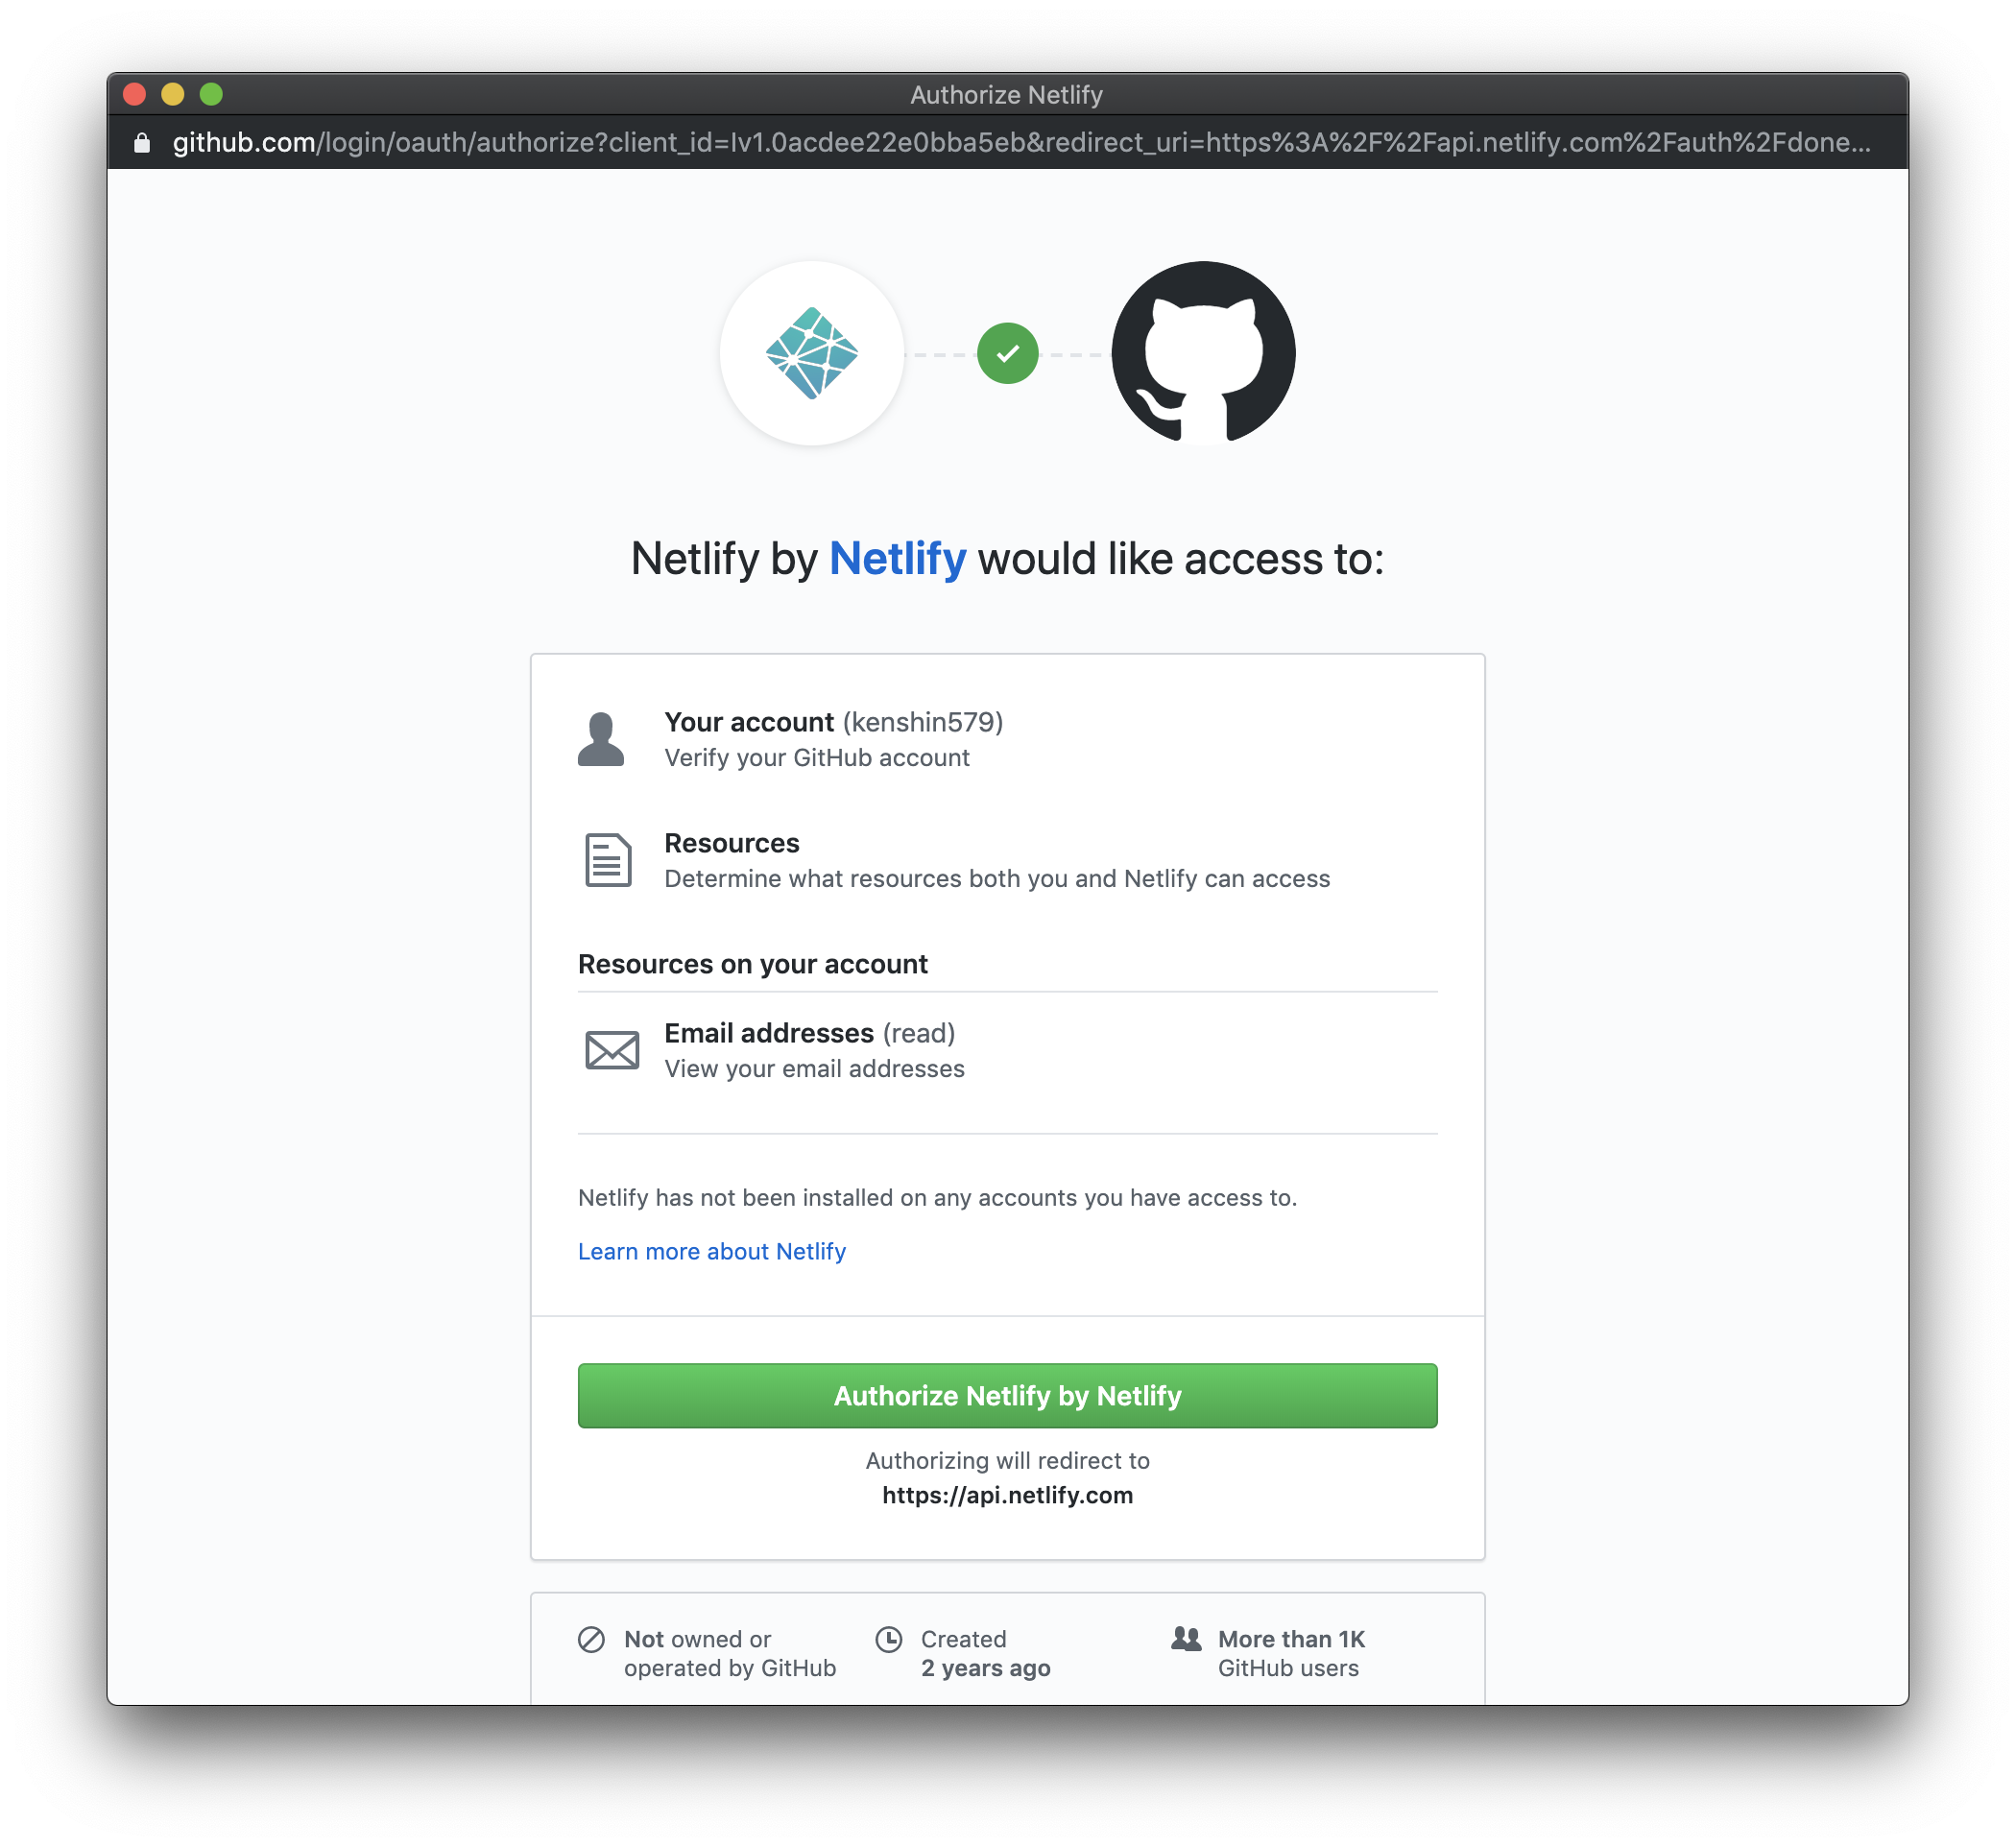 Authorize Netlify
github.com/login/oauth/authorize?client_id=Iv1.0acdee22e0bba5eb&redirect_uri=https%3A%2F%2Fapi.netlify.com%2Fauth%2Fdone...
Netlify by Netlify would like access to:
Your account (kenshin579)
Verify your GitHub account
Resources
Determine what resources both you and Netlify can access
Resources on your account
Email addresses (read)
View your email addresses
Netlify has not been installed on any accounts you have access to.
Learn more about Netlify
Authorize Netlify by Netlify
Authorizing will redirect to
https://api.netlify.com
Not owned or
operated by GitHub
Created
2 years ago
More than 1K
GitHub users